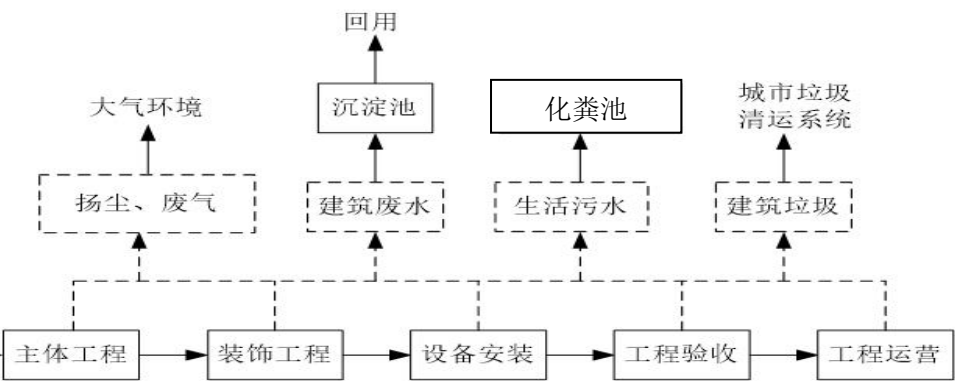 回用
大气环境
沉淀池
化粪池
城市垃圾
清运系统
扬尘、废气
建筑废水
生活污水
建筑垃圾
主体工程
装饰工程
设备安装
工程验收
工程运营